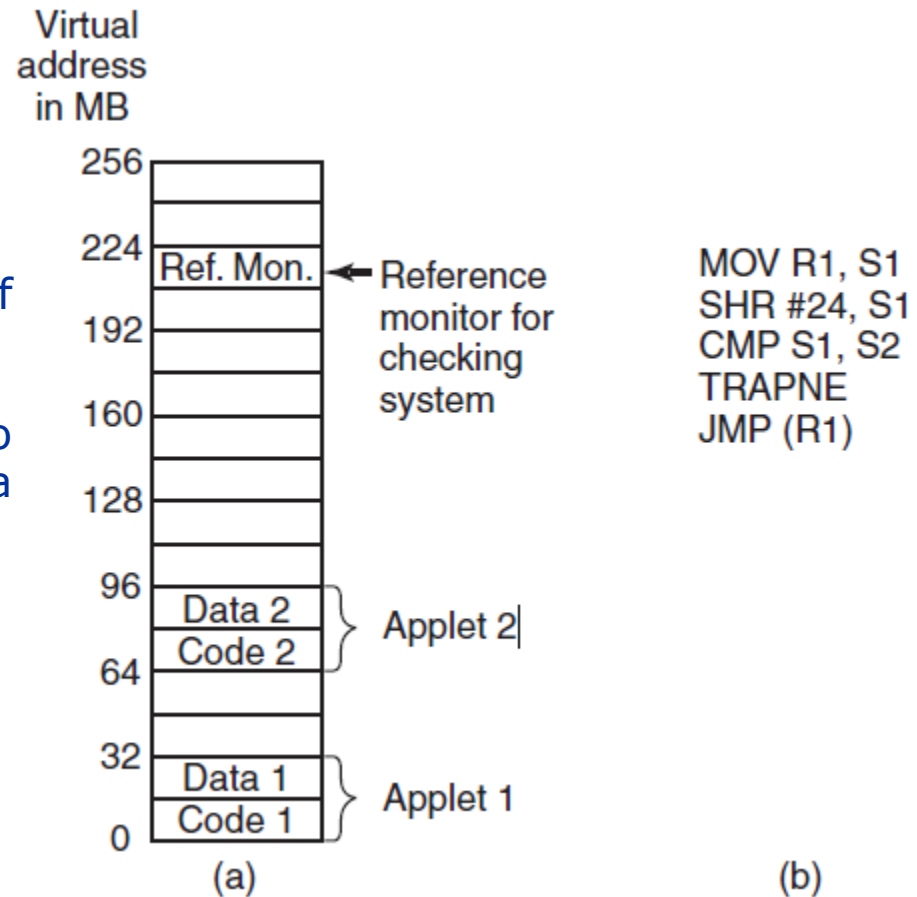 Virtual
address
in MB
256
224
Ref. Mon.
Reference
monitor for
checking
system
192
160
128
96
Data 2
Code 2
Applet 2
64
32
Data 1
Code 1
Applet 1
0
(a)
MOV R1, S1
SHR #24, S1
CMP S1, S2
TRAPNE
JMP (R1)
(b)
f
a